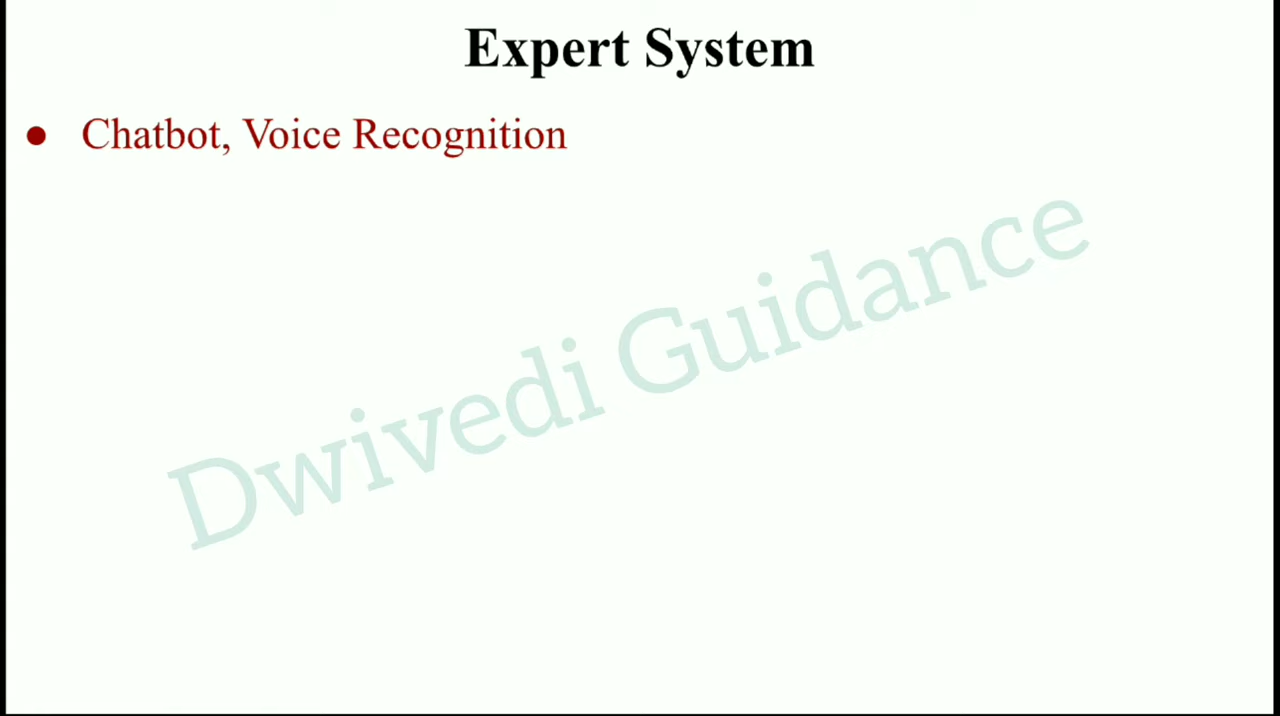 Expert System
● Chatbot, Voice Recognition
Dwivedi Guidance